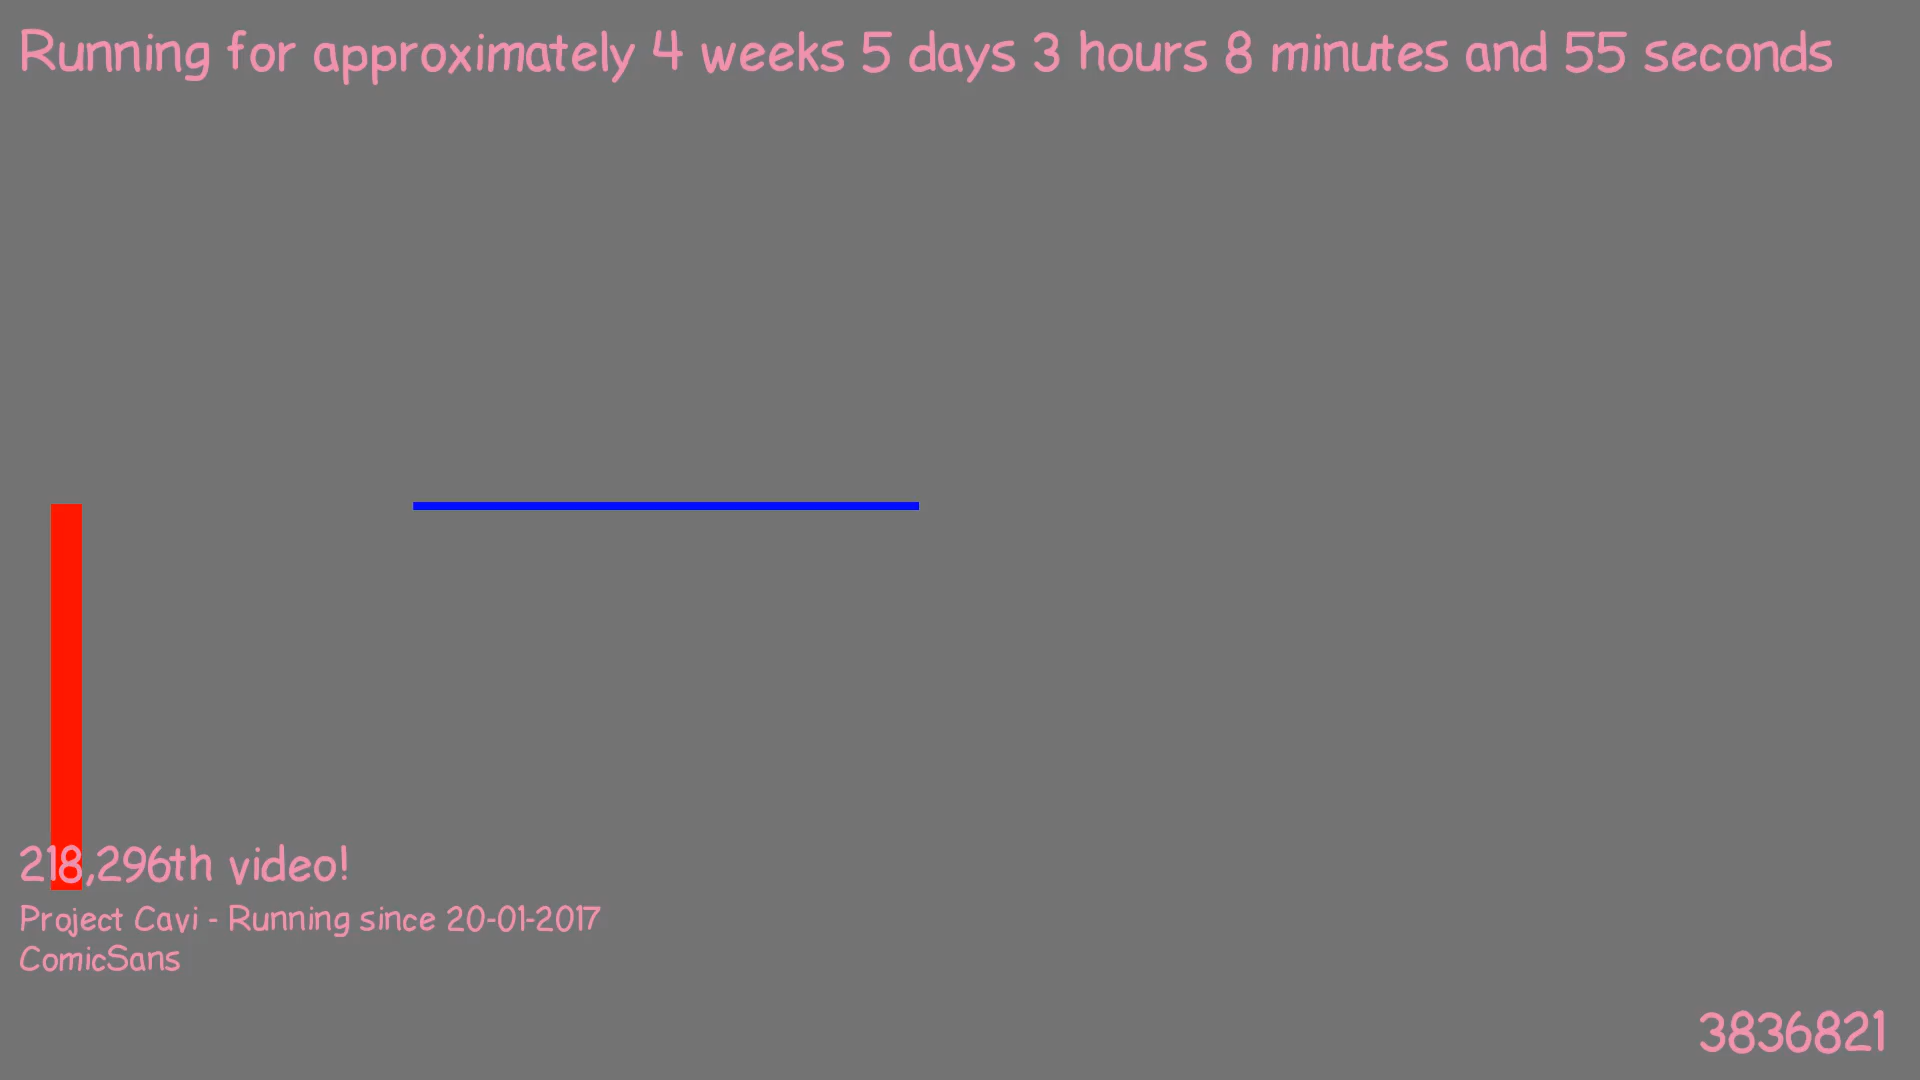 Running for approximately 4 weeks 5 days 3 hours 8 minutes and 55 seconds
218,296th video!
Project Cavi - Running since 20-01-2017
ComicSans
3836821